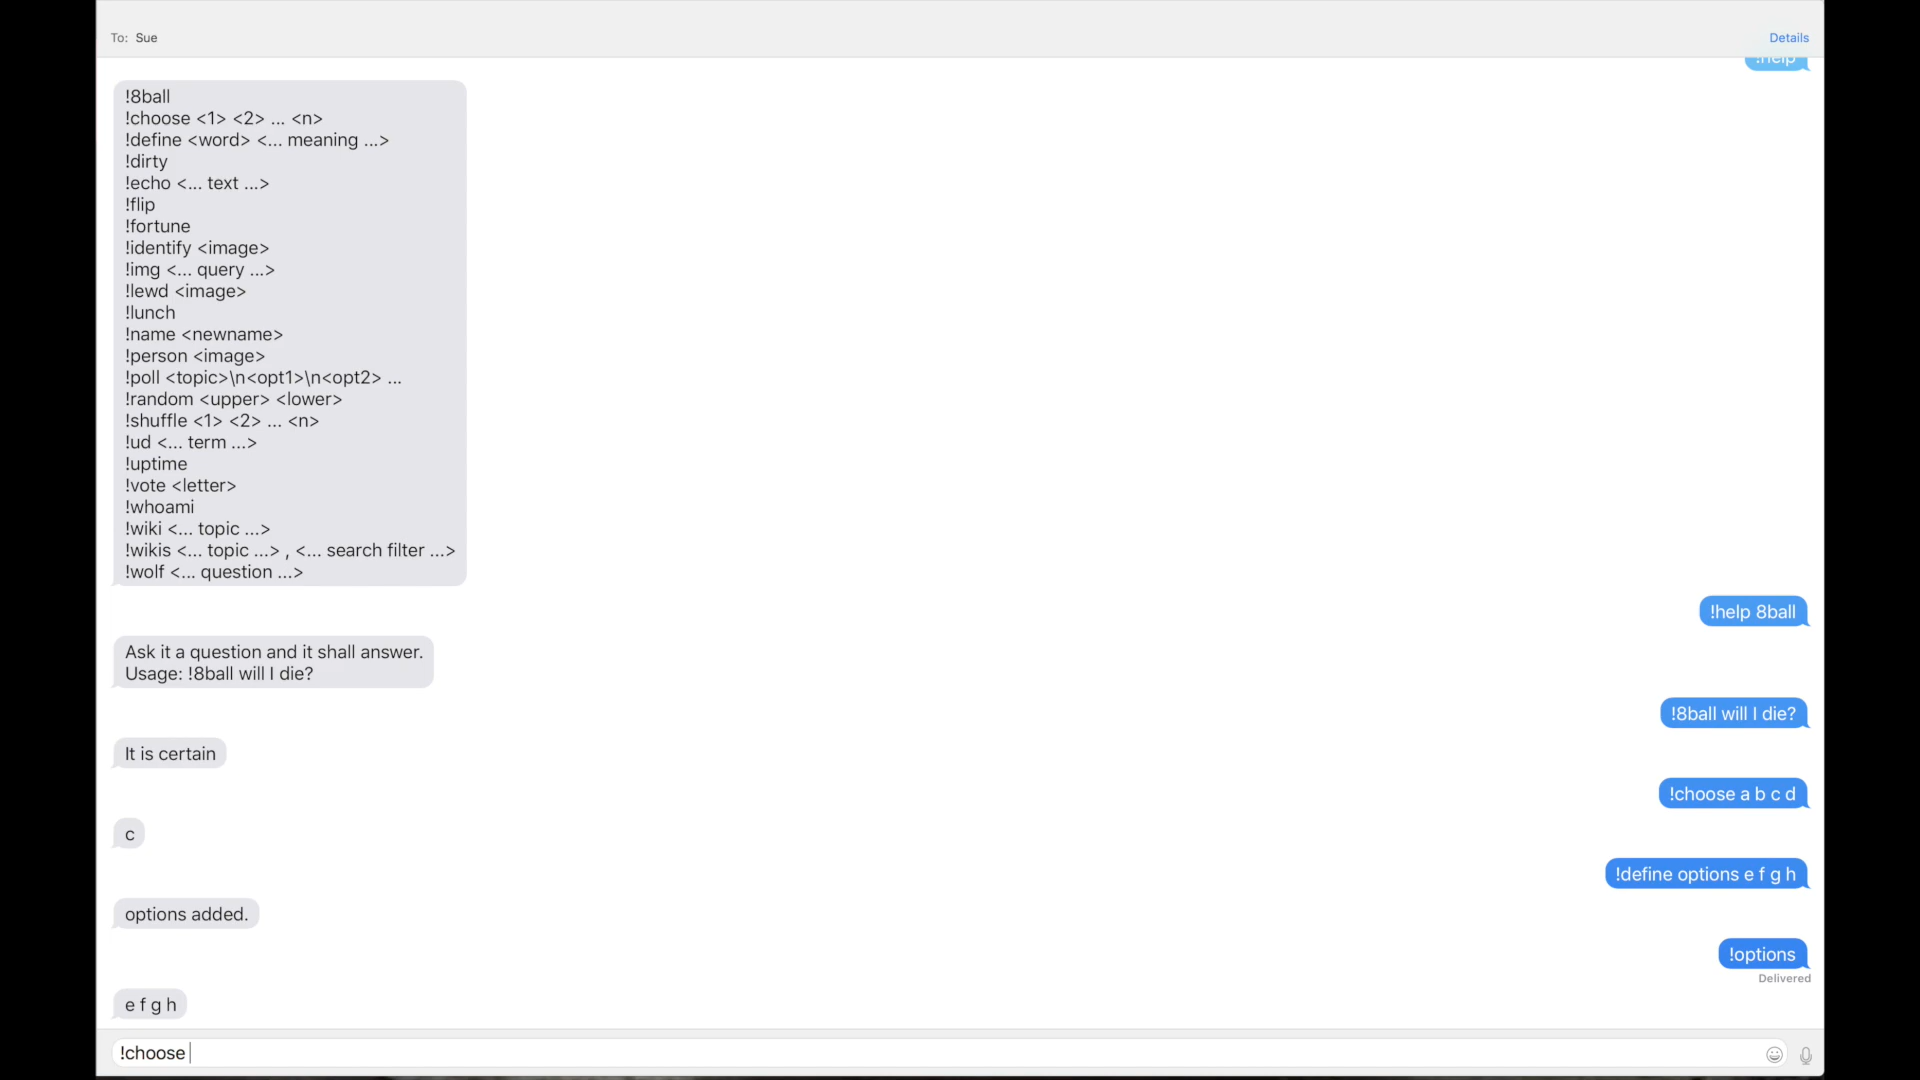 To: Sue
Details
!help
!8ball
!choose <1> <2> ... <n>
!define <word> <... meaning ...>
!dirty
!echo <... text ...>
!flip
!fortune
!identify <image>
!img <... query ...>
!lewd <image>
!lunch
!name <newname>
!person <image>
!poll <topic>\n<opt1>\n<opt2> ...
!random <upper> <lower>
!shuffle <1> <2> ... <n>
!ud <... term ...>
!uptime
!vote <letter>
!whoami
!wiki <... topic ...>
!wikis <... topic ...> , <... search filter ...>
!wolf <... question ...>
!help 8ball
Ask it a question and it shall answer.
Usage: !8ball will I die?
!8ball will I die?
It is certain
!choose a b c d
c
!define options e f g h
options added.
!options
Delivered
e f g h
!choose